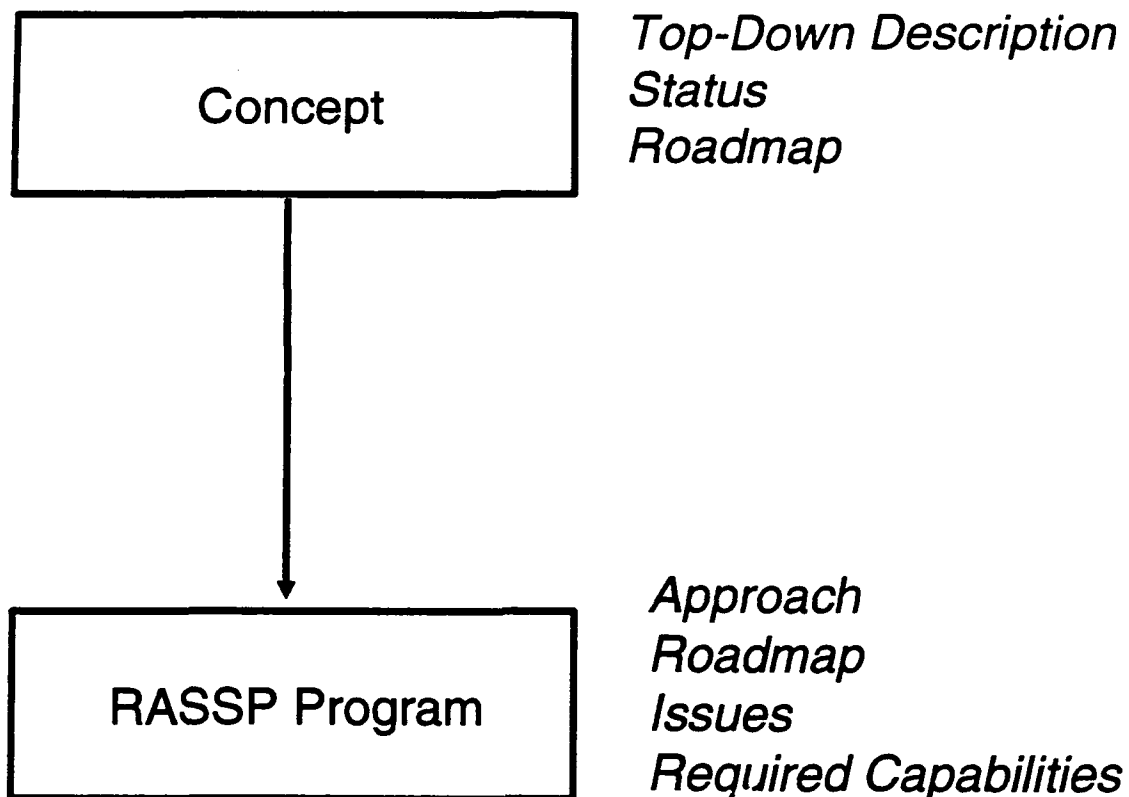 Concept
Top-Down Description
Status
Roadmap
RASSP Program
Approach
Roadmap
Issues
Required Capabilities